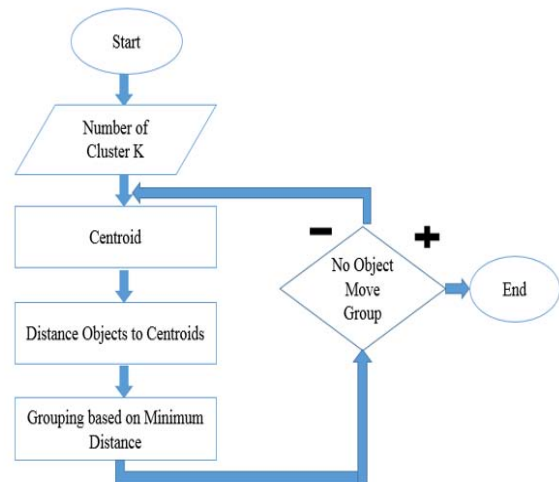 Start
Number of
Cluster K
Centroid
Distance Objects to Centroids
Grouping based on Minimum
Distance
No Object
Move
Group
−
+
End